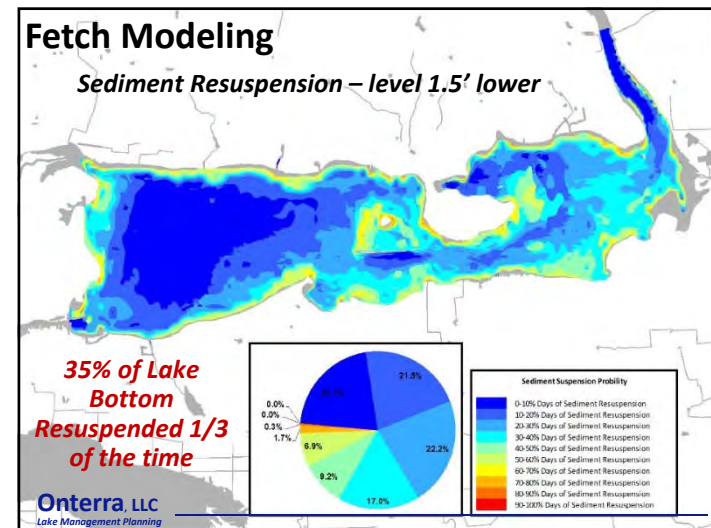 Fetch Modeling
Sediment Resuspension – level 1.5’ lower
35% of Lake
Bottom
Resuspended 1/3
of the time
21.5%
22.2%
17.0%
9.2%
6.9%
1.7%
0.3%
0.0%
0.0%
Sediment Suspension Probility
0-10% Days of Sediment Resuspension
10-20% Days of Sediment Resuspension
20-30% Days of Sediment Resuspension
30-40% Days of Sediment Resuspension
40-50% Days of Sediment Resuspension
50-60% Days of Sediment Resuspension
60-70% Days of Sediment Resuspension
70-80% Days of Sediment Resuspension
80-90% Days of Sediment Resuspension
90-100% Days of Sediment Resuspension
Onterra, LLC
Lake Management Planning